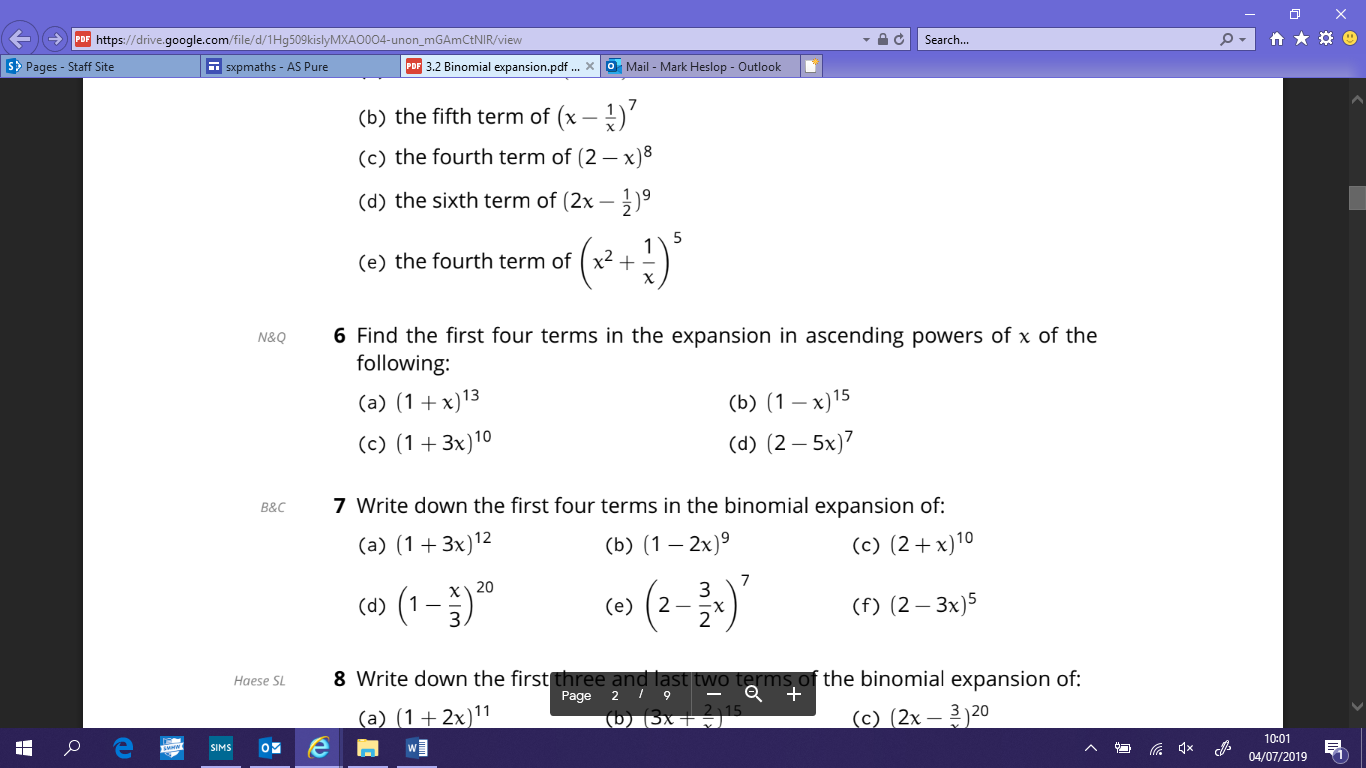 https://drive.google.com/file/d/1Hg509kislyMXAO0O4-unon_mGAmCtNlR/view
Search...
Pages - Staff Site
sxpmaths - AS Pure
3.2 Binomial expansion.pdf ...
Mail - Mark Heslop - Outlook
(b) the fifth term of (x − 1/x)^7
(c) the fourth term of (2 − x)^8
(d) the sixth term of (2x − 1/2)^9
(e) the fourth term of (x^2 + 1/x)^5
N&Q 6 Find the first four terms in the expansion in ascending powers of x of the
following:
(a) (1 + x)^13 (b) (1 − x)^15
(c) (1 + 3x)^10 (d) (2 − 5x)^7
B&C 7 Write down the first four terms in the binomial expansion of:
(a) (1 + 3x)^12 (b) (1 − 2x)^9 (c) (2 + x)^10
(d) (1 − x/3)^20 (e) (2 − 3/2 x)^7 (f) (2 − 3x)^5
Haese SL 8 Write down the first three and last two terms of the binomial expansion of:
Page 2 / 9
(a) (1 + 2x)^11 (b) (3x + 2/x)^15 (c) (2x − 3/x)^20
SIMS
10:01
04/07/2019
1